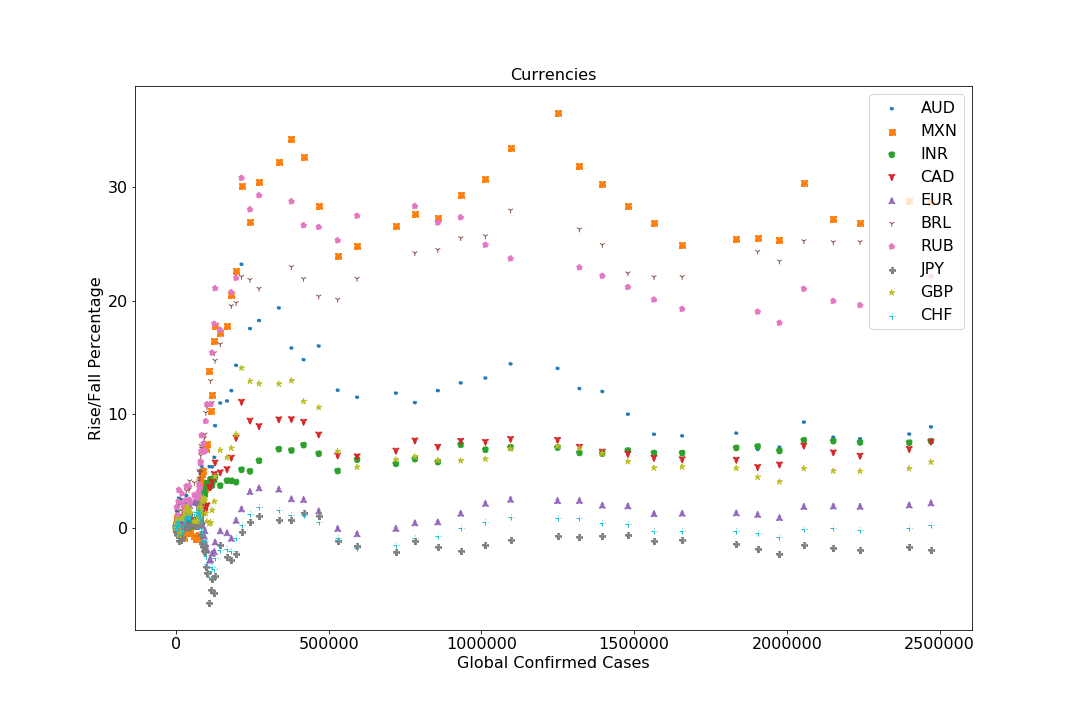 Currencies
Rise/Fall Percentage
30
20
10
0
0 500000 1000000 1500000 2000000 2500000
Global Confirmed Cases
AUD
MXN
INR
CAD
EUR
BRL
RUB
JPY
GBP
CHF